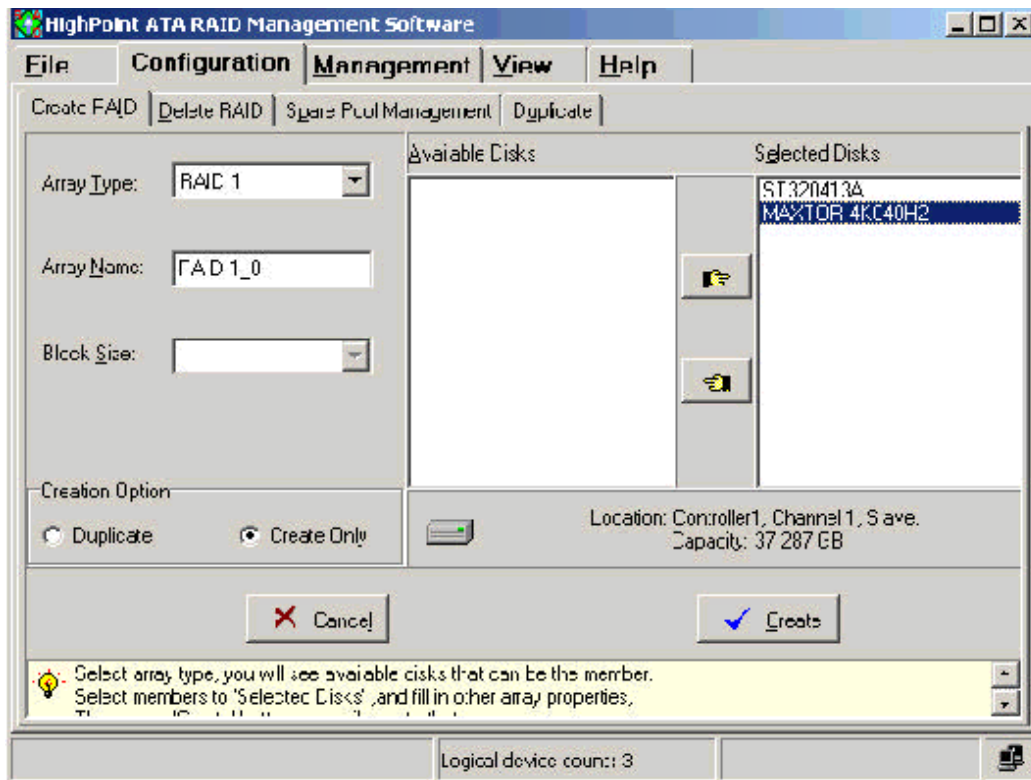 HighPoint ATA RAID Management Software
File Configuration Management View Help
Create RAID Delete RAID Spare Pool Management Duplicate
Available Disks Selected Disks
Array Type: RAID 1
ST320413A
MAXTOR 4K040H2
Array Name: RAID 1_0
Block Size:
Creation Option
Duplicate Create Only
Location: Controller1, Channel 1, Slave.
Capacity: 37.287 GB
Cancel Create
Select array type, you will see available disks that can be the member.
Select members to 'Selected Disks' ,and fill in other array properties,
Logical device count: 3